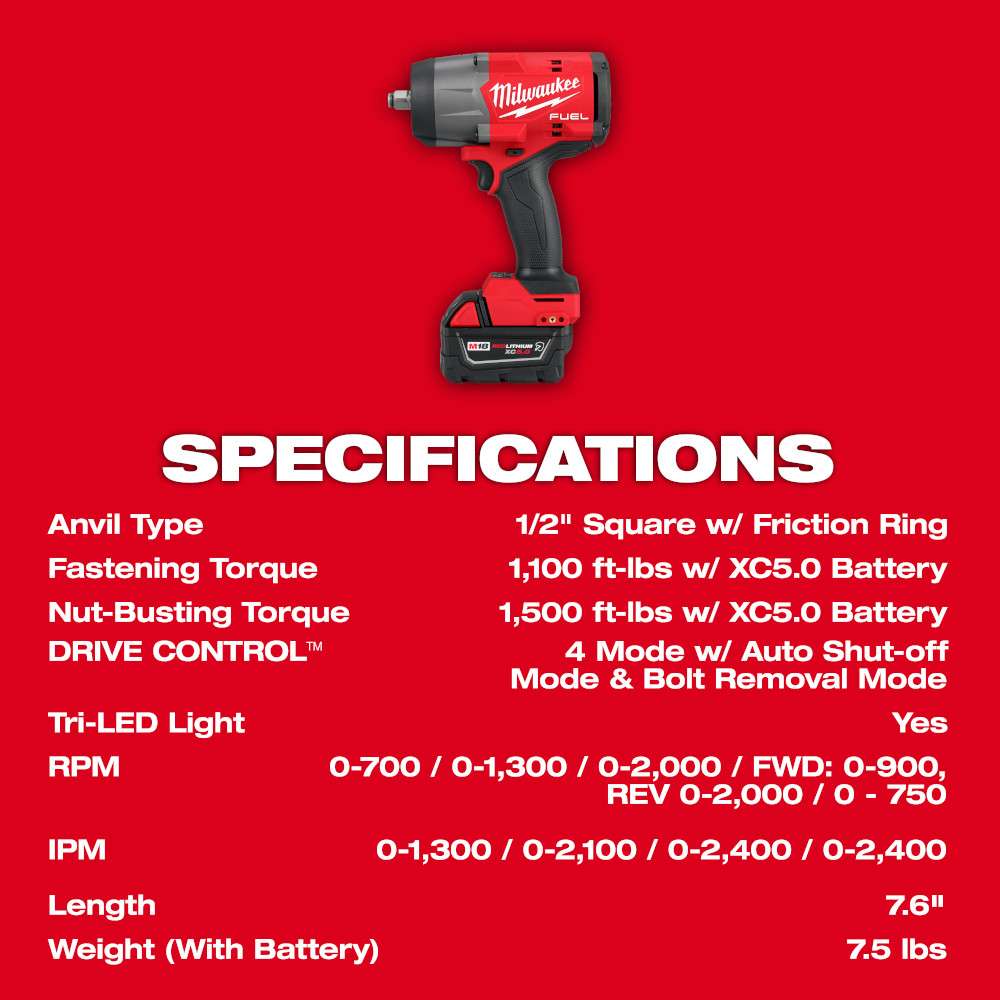 Milwaukee
FUEL
M18 REDLITHIUM
XC5.0
SPECIFICATIONS
Anvil Type 1/2" Square w/ Friction Ring
Fastening Torque 1,100 ft-lbs w/ XC5.0 Battery
Nut-Busting Torque 1,500 ft-lbs w/ XC5.0 Battery
DRIVE CONTROL™ 4 Mode w/ Auto Shut-off
Mode & Bolt Removal Mode
Tri-LED Light Yes
RPM 0-700 / 0-1,300 / 0-2,000 / FWD: 0-900,
REV 0-2,000 / 0 - 750
IPM 0-1,300 / 0-2,100 / 0-2,400 / 0-2,400
Length 7.6"
Weight (With Battery) 7.5 lbs